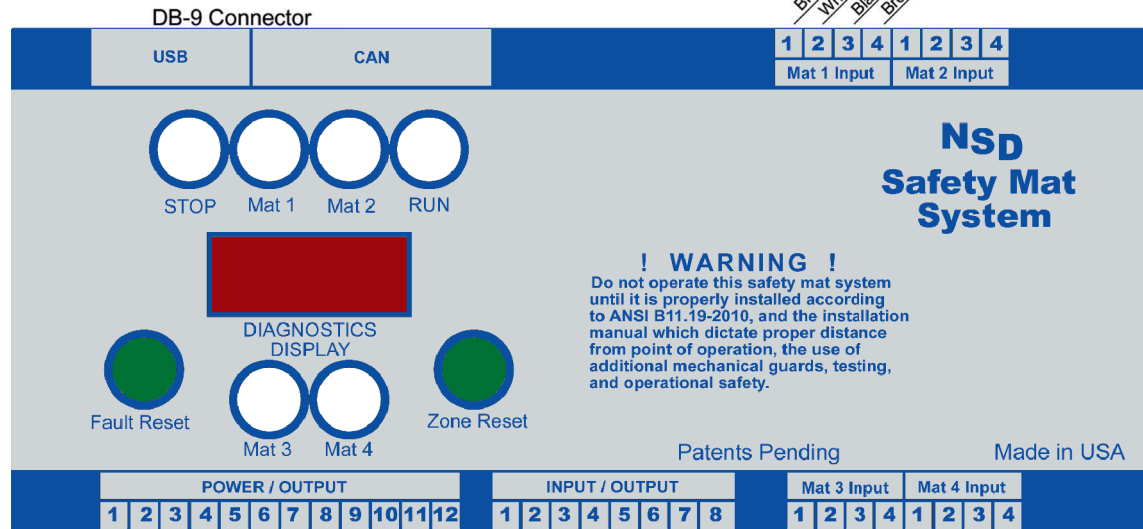 DB-9 Connector
USB
CAN
1 2 3 4 1 2 3 4
Mat 1 Input
Mat 2 Input
STOP
Mat 1
Mat 2
RUN
NSD
Safety Mat
System
DIAGNOSTICS
DISPLAY
! WARNING !
Do not operate this safety mat system
until it is properly installed according
to ANSI B11.19-2010, and the installation
manual which dictate proper distance
from point of operation, the use of
additional mechanical guards, testing,
and operational safety.
Fault Reset
Mat 3
Mat 4
Zone Reset
Patents Pending
Made in USA
POWER / OUTPUT
INPUT / OUTPUT
Mat 3 Input
Mat 4 Input
1 2 3 4 5 6 7 8 9 10 11 12
1 2 3 4 5 6 7 8
1 2 3 4 1 2 3 4